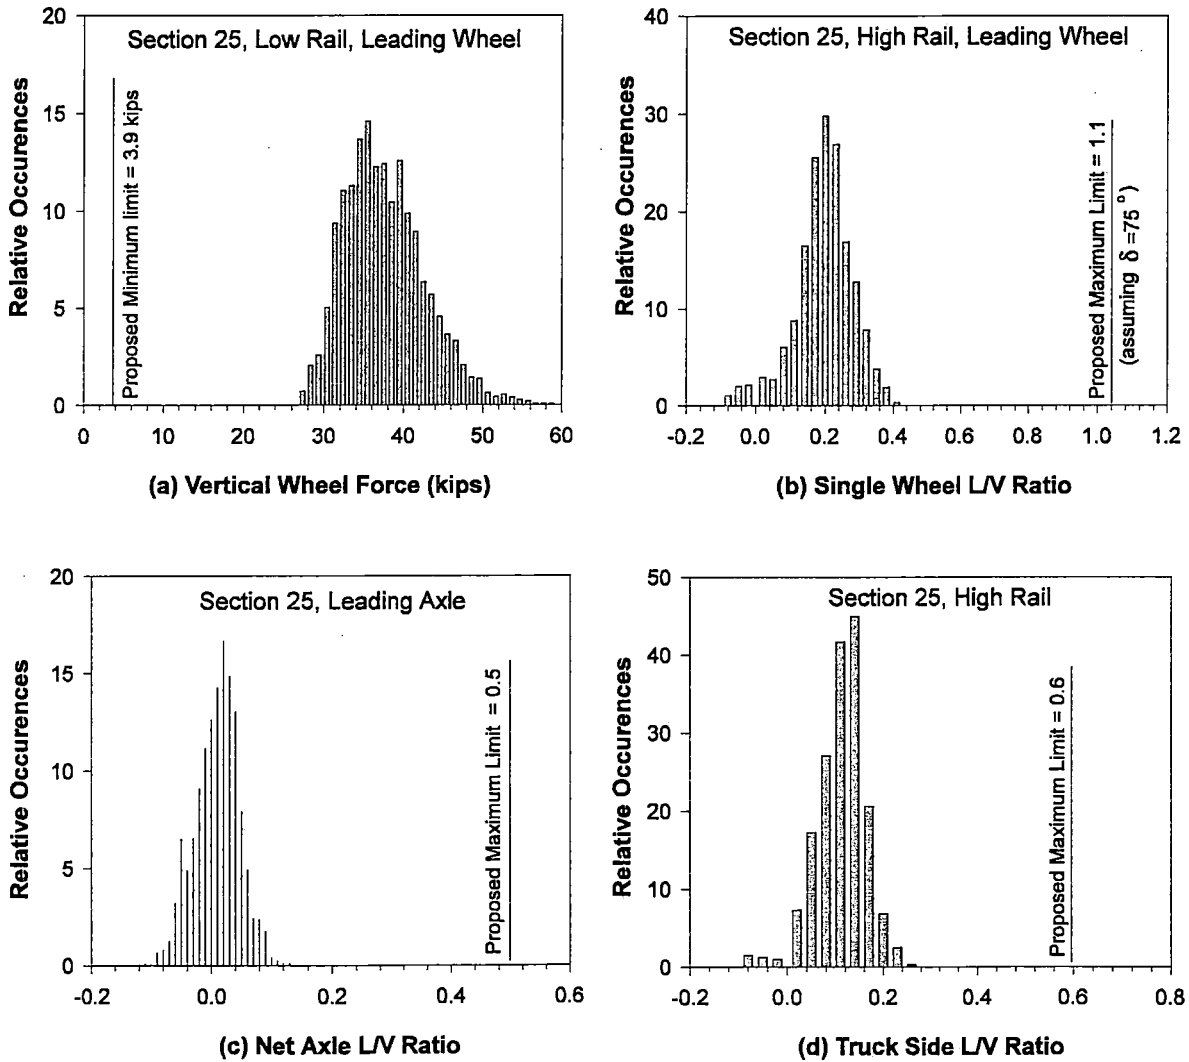 20
Section 25, Low Rail, Leading Wheel
15
10
5
0
Relative Occurences
Proposed Minimum limit = 3.9 kips
0 10 20 30 40 50 60
(a) Vertical Wheel Force (kips)
40
Section 25, High Rail, Leading Wheel
30
20
10
0
Relative Occurences
Proposed Maximum Limit = 1.1
(assuming δ =75 °)
-0.2 0.0 0.2 0.4 0.6 0.8 1.0 1.2
(b) Single Wheel L/V Ratio
20
Section 25, Leading Axle
15
10
5
0
Relative Occurences
Proposed Maximum Limit = 0.5
-0.2 0.0 0.2 0.4 0.6
(c) Net Axle L/V Ratio
50
Section 25, High Rail
40
30
20
10
0
Relative Occurences
Proposed Maximum Limit = 0.6
-0.2 0.0 0.2 0.4 0.6 0.8
(d) Truck Side L/V Ratio